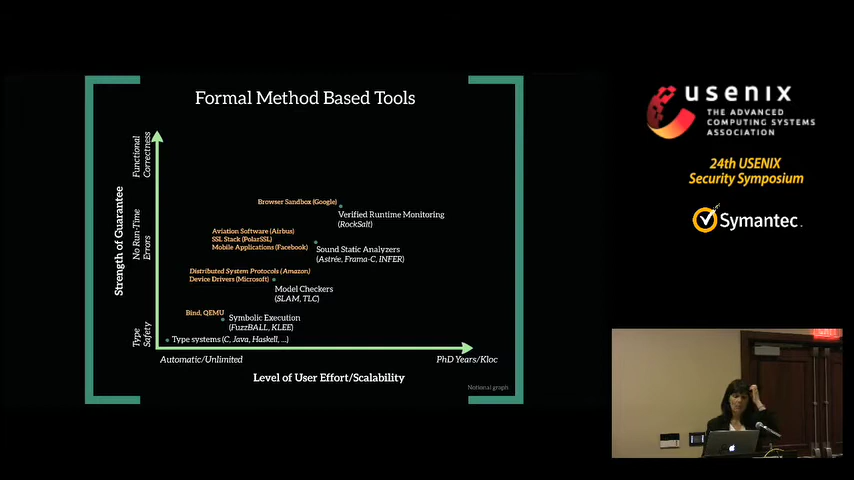 Formal Method Based Tools
Functional
Correctness
No Run-Time
Errors
Type
Safety
Strength of Guarantee
Browser Sandbox (Google)
Verified Runtime Monitoring
(RockSalt)
Aviation Software (Airbus)
SSL Stack (PolarSSL)
Mobile Applications (Facebook)
Sound Static Analyzers
(Astrée, Frama-C, INFER)
Distributed System Protocols (Amazon)
Device Drivers (Microsoft)
Model Checkers
(SLAM, TLC)
Bind, QEMU
Symbolic Execution
(FuzzBALL, KLEE)
Type systems (C, Java, Haskell, ...)
Automatic/Unlimited
PhD Years/Kloc
Level of User Effort/Scalability
Notional graph
usenix
THE ADVANCED
COMPUTING SYSTEMS
ASSOCIATION
24th USENIX
Security Symposium
Symantec.